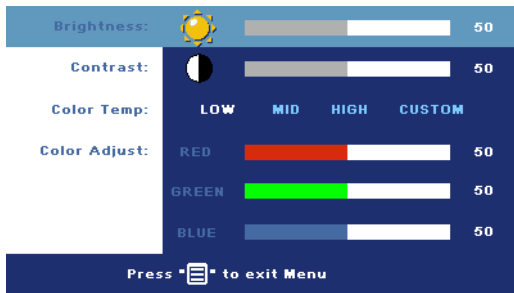 Brightness: 50
Contrast: 50
Color Temp: LOW MID HIGH CUSTOM
Color Adjust: RED 50
GREEN 50
BLUE 50
Press "" to exit Menu